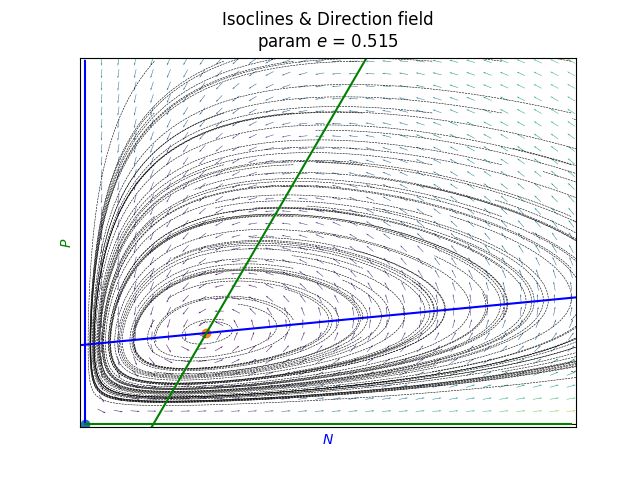 Isoclines & Direction field
param e = 0.515
P
N